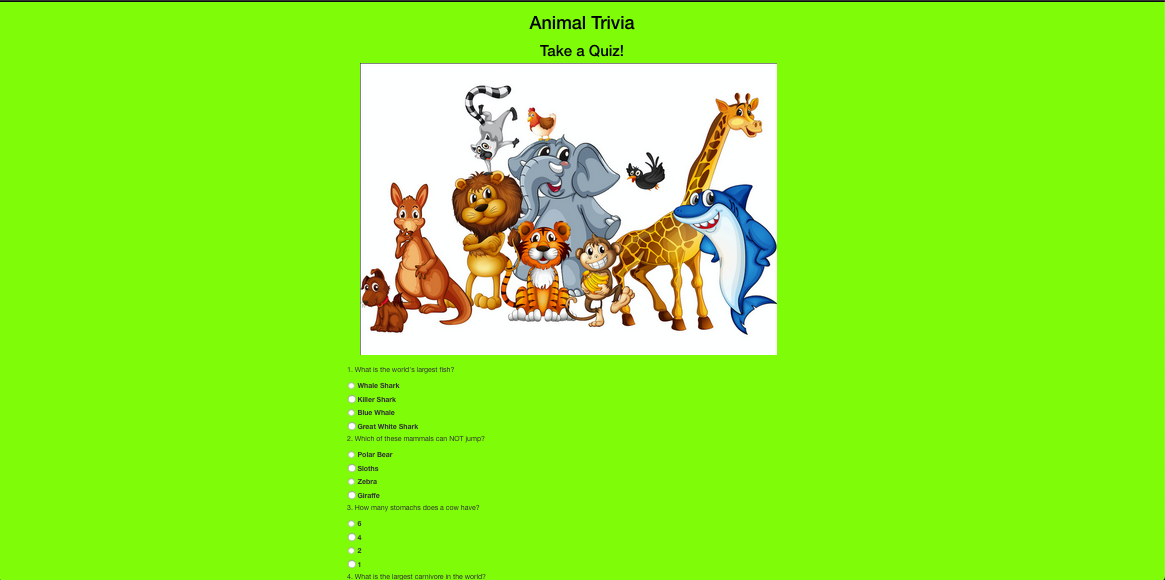 Animal Trivia
Take a Quiz!
1. What is the world's largest fish?
Whale Shark
Killer Shark
Blue Whale
Great White Shark
2. Which of these mammals can NOT jump?
Polar Bear
Sloths
Zebra
Giraffe
3. How many stomachs does a cow have?
6
4
2
1
4. What is the largest carnivore in the world?